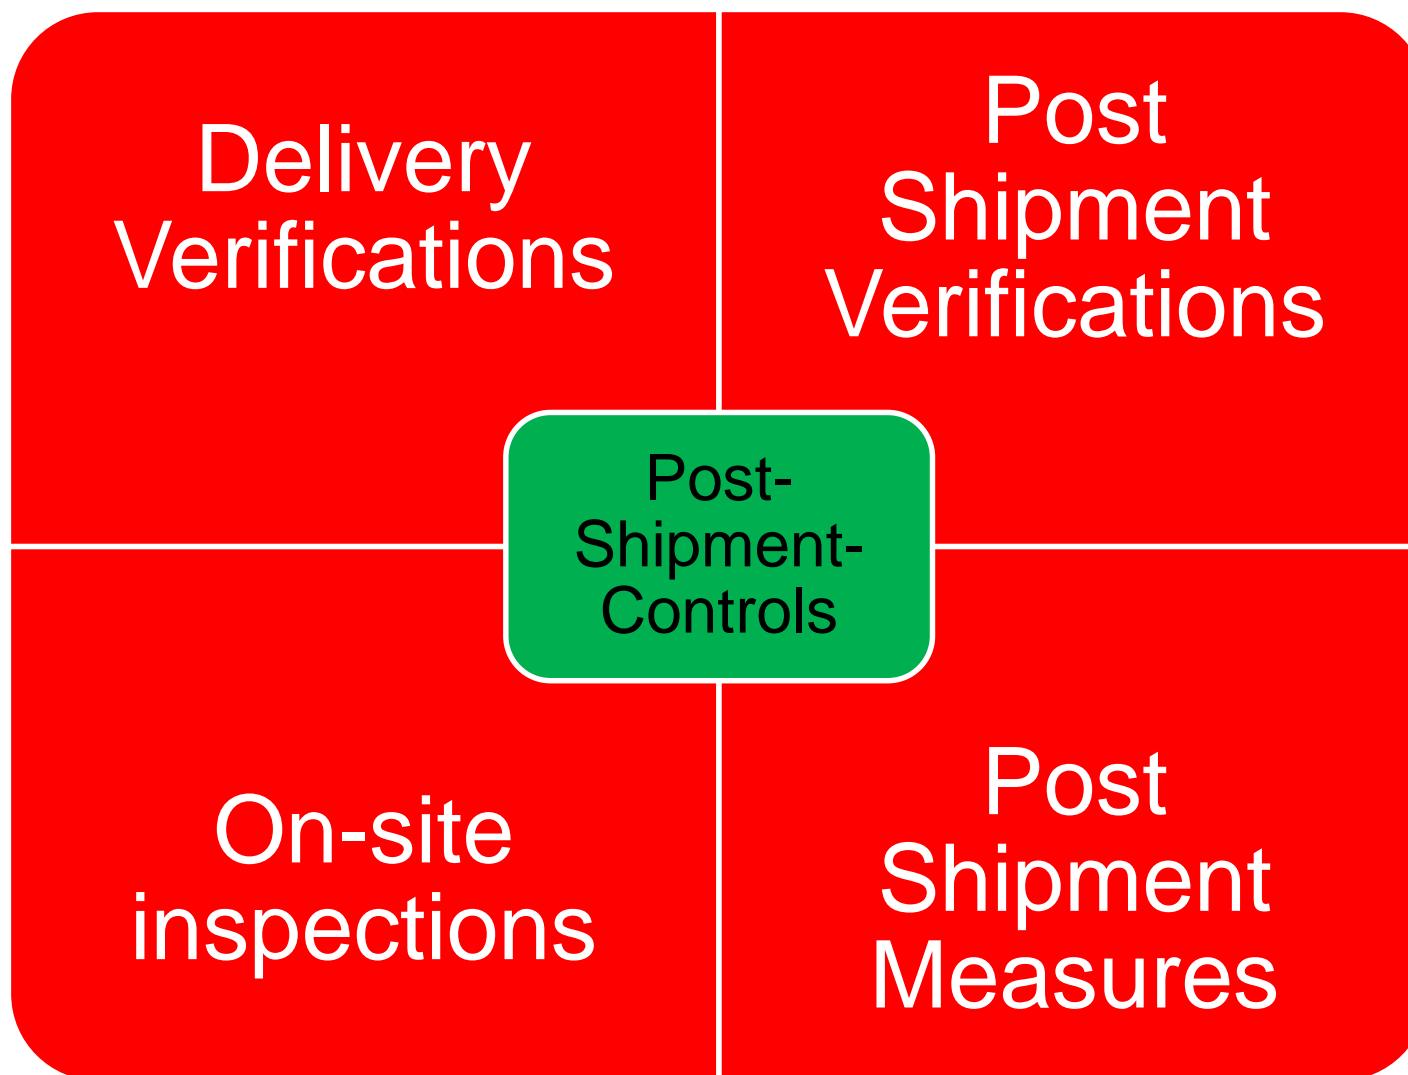 Delivery
Verifications
Post
Shipment
Verifications
Post-
Shipment-
Controls
On-site
inspections
Post
Shipment
Measures